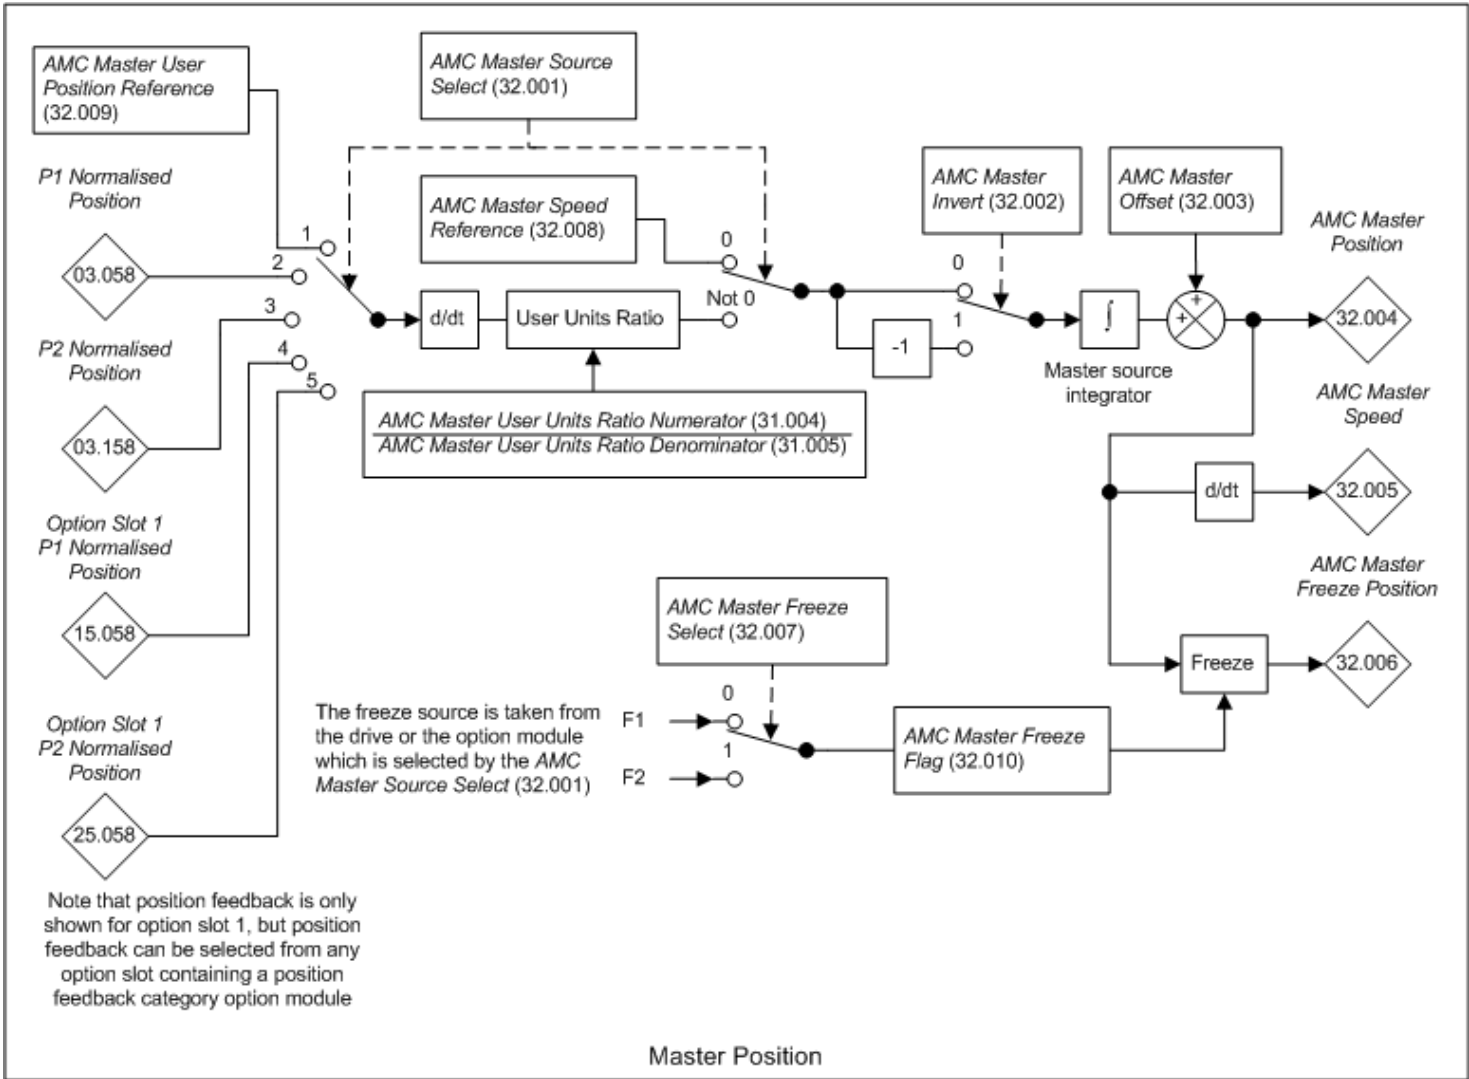 AMC Master User
Position Reference
(32.009)
AMC Master Source
Select (32.001)
P1 Normalised
Position
03.058
P2 Normalised
Position
03.158
Option Slot 1
P1 Normalised
Position
15.058
Option Slot 1
P2 Normalised
Position
25.058
1
2
3
4
5
AMC Master Speed
Reference (32.008)
d/dt
User Units Ratio
0
Not 0
AMC Master User Units Ratio Numerator (31.004)
AMC Master User Units Ratio Denominator (31.005)
AMC Master
Invert (32.002)
0
1
-1
∫
Master source
integrator
AMC Master
Offset (32.003)
+
+
AMC Master
Position
32.004
AMC Master
Speed
d/dt
32.005
AMC Master
Freeze Position
Freeze
32.006
AMC Master Freeze
Select (32.007)
The freeze source is taken from
the drive or the option module
which is selected by the AMC
Master Source Select (32.001)
F1
F2
0
1
AMC Master Freeze
Flag (32.010)
Note that position feedback is only
shown for option slot 1, but position
feedback can be selected from any
option slot containing a position
feedback category option module
Master Position